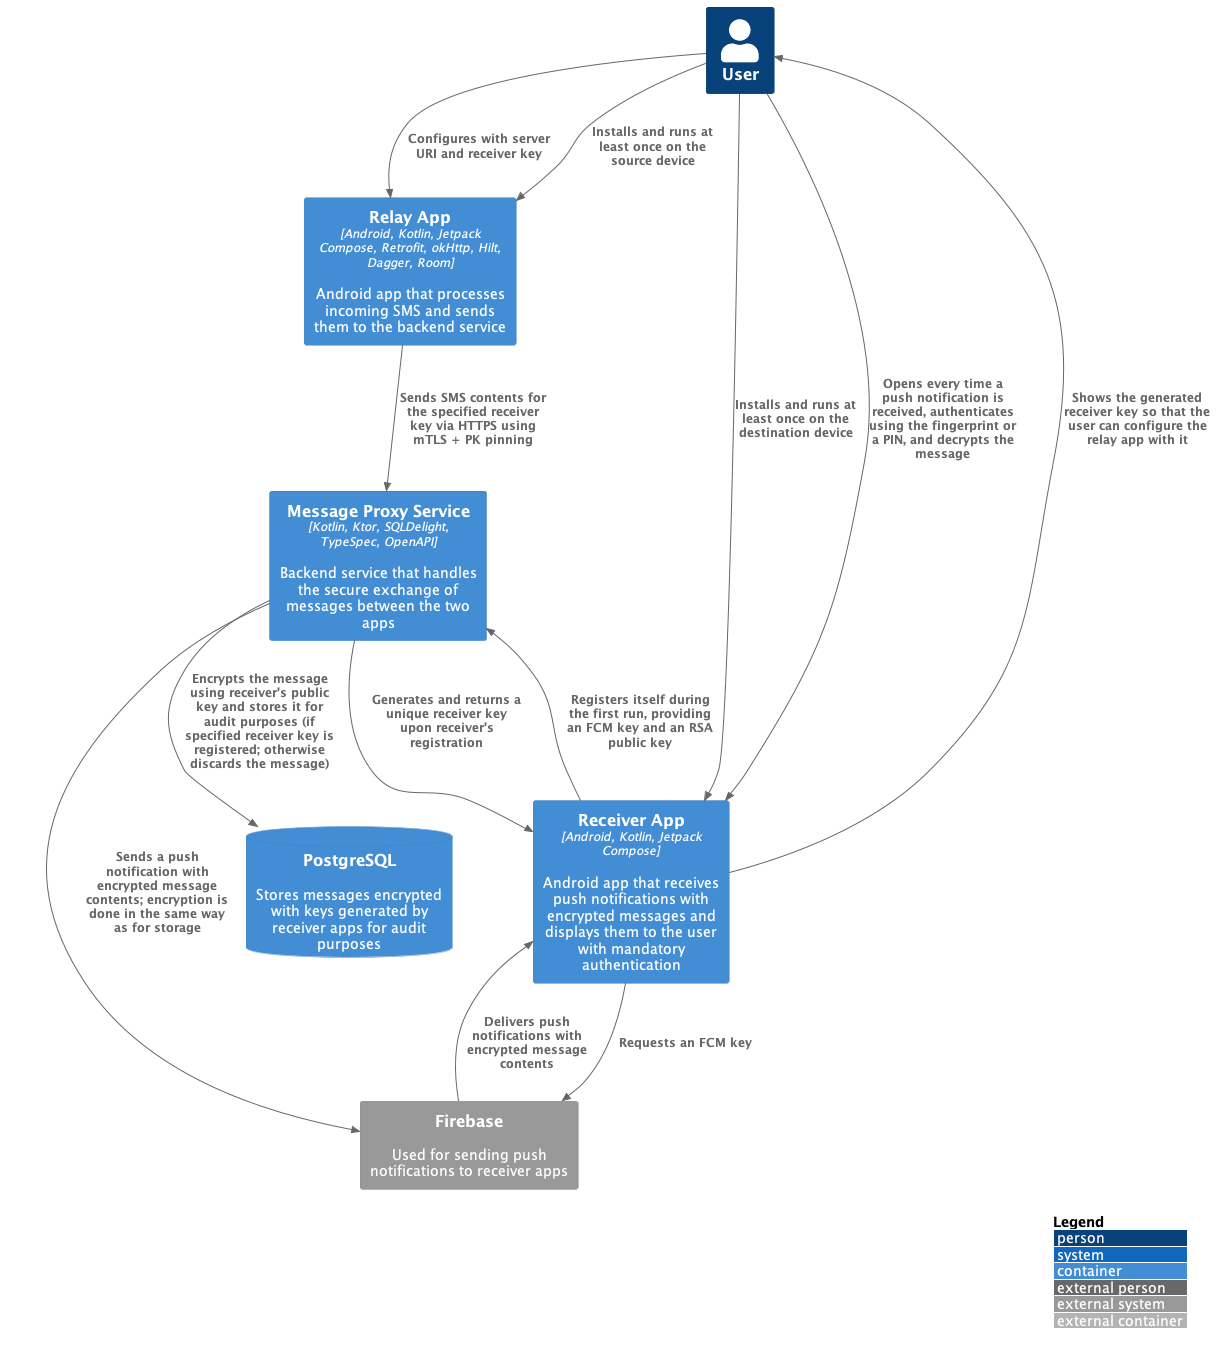 User
Configures with server
URI and receiver key
Installs and runs at
least once on the
source device
Relay App
[Android, Kotlin, Jetpack
Compose, Retrofit, okHttp, Hilt,
Dagger, Room]
Android app that processes
incoming SMS and sends
them to the backend service
Sends SMS contents for
the specified receiver
key via HTTPS using
mTLS + PK pinning
Installs and runs at
least once on the
destination device
Opens every time a
push notification is
received, authenticates
using the fingerprint or
a PIN, and decrypts the
message
Shows the generated
receiver key so that the
user can configure the
relay app with it
Message Proxy Service
[Kotlin, Ktor, SQLDelight,
TypeSpec, OpenAPI]
Backend service that handles
the secure exchange of
messages between the two
apps
Encrypts the message
using receiver's public
key and stores it for
audit purposes (if
specified receiver key is
registered; otherwise
discards the message)
Generates and returns a
unique receiver key
upon receiver's
registration
Registers itself during
the first run, providing
an FCM key and an RSA
public key
Sends a push
notification with
encrypted message
contents; encryption is
done in the same way
as for storage
PostgreSQL
Stores messages encrypted
with keys generated by
receiver apps for audit
purposes
Receiver App
[Android, Kotlin, Jetpack
Compose]
Android app that receives
push notifications with
encrypted messages and
displays them to the user
with mandatory
authentication
Delivers push
notifications with
encrypted message
contents
Requests an FCM key
Firebase
Used for sending push
notifications to receiver apps
Legend
person
system
container
external person
external system
external container